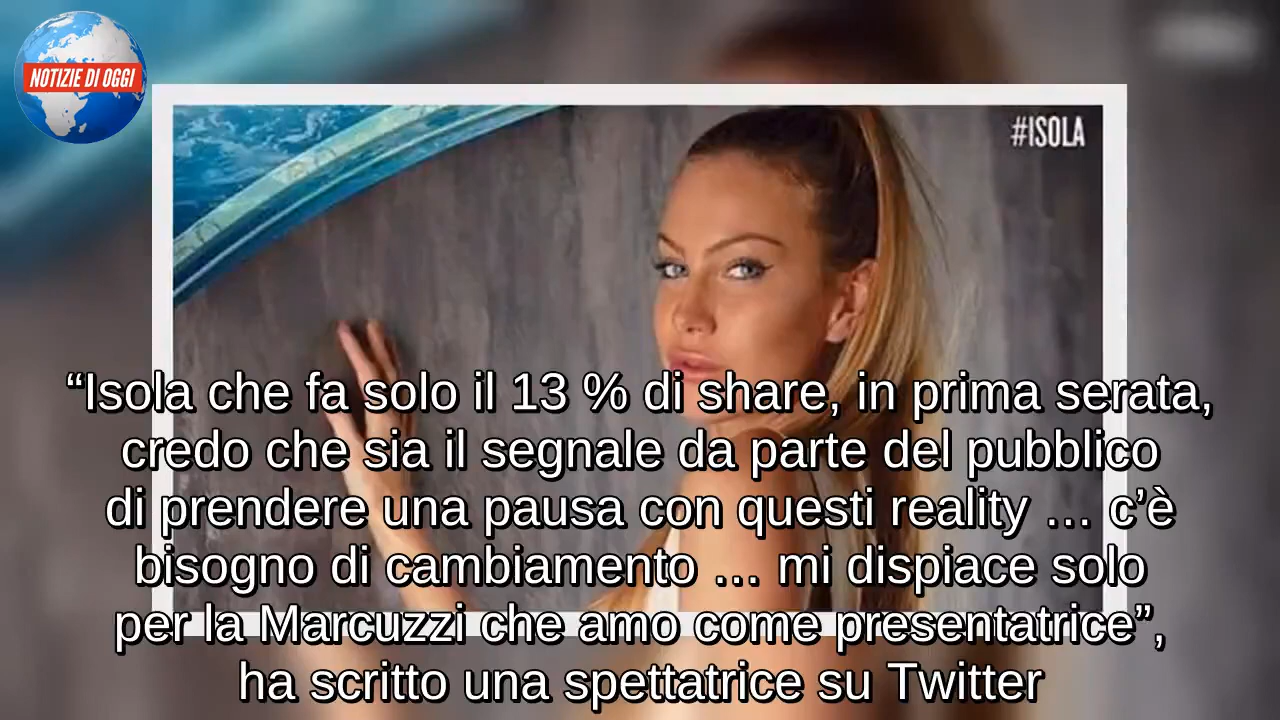 NOTIZIE DI OGGI
#ISOLA
“Isola che fa solo il 13 % di share, in prima serata,
credo che sia il segnale da parte del pubblico
di prendere una pausa con questi reality … c’è
bisogno di cambiamento … mi dispiace solo
per la Marcuzzi che amo come presentatrice”,
ha scritto una spettatrice su Twitter